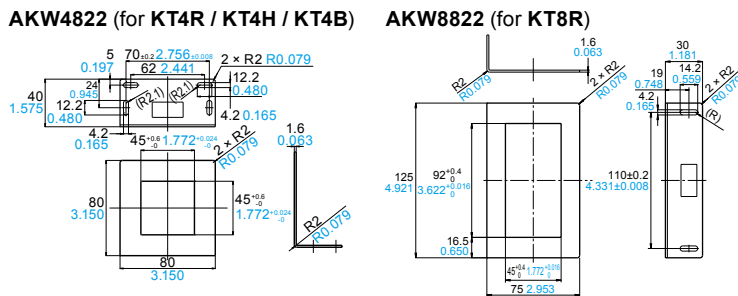 AKW4822 (for KT4R / KT4H / KT4B)
5
0.197
70±0.2 2.756±0.008
2 × R2 R0.079
62 2.441
12.2
0.480
24
0.945
40
1.575
12.2
0.480
(R2.1)
(R2.1)
4.2 0.165
4.2
0.165
45+0.6 -0 1.772+0.024 -0
2 × R2
R0.079
1.6
0.063
80
3.150
45+0.6 -0
1.772+0.024 -0
R2
R0.079
80
3.150
AKW8822 (for KT8R)
1.6
0.063
R2
R0.079
2 × R2
R0.079
125
4.921
92+0.4 0
3.622+0.016 0
16.5
0.650
45+0.4 0 1.772+0.016 0
75 2.953
30
1.181
14.2
0.559
19
0.748
2 × R2
R0.079
4.2
0.165
(R)
110±0.2
4.331±0.008